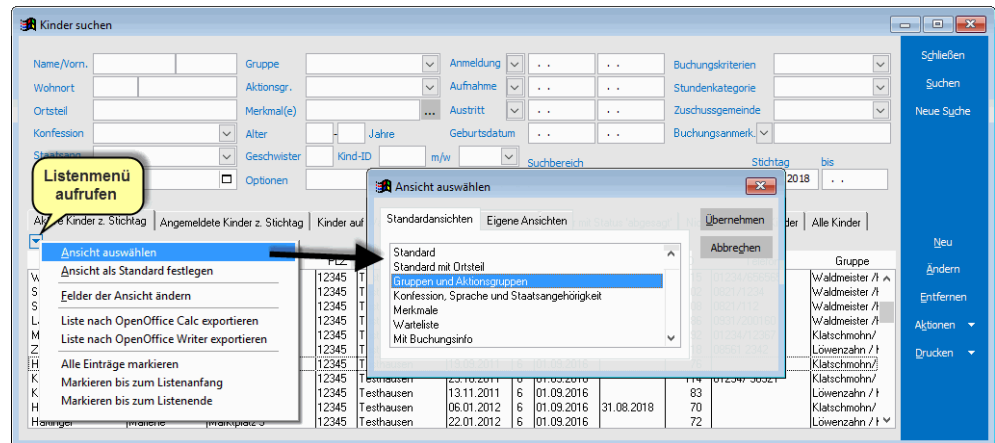 Kinder suchen
Name/Vorn. Gruppe Anmeldung . . . . Buchungskriterien Schließen
Wohnort Aktionsgr. Aufnahme . . . . Stundenkategorie Suchen
Ortsteil Merkmal(e) ... Austritt . . . . Zuschussgemeinde Neue Suche
Konfession Alter - Jahre Geburtsdatum . . . . Buchungsanmerk.
Staatsang. Geschwister Kind-ID m/w Suchbereich Stichtag bis
Optionen 2018 . .
Listenmenü
aufrufen
Aktive Kinder z. Stichtag Angemeldete Kinder z. Stichtag Kinder auf Alle Kinder
Ansicht auswählen
Standardansichten Eigene Ansichten Übernehmen
Abbrechen
Standard
Standard mit Ortsteil
Gruppen und Aktionsgruppen
Konfession, Sprache und Staatsangehörigkeit
Merkmale
Warteliste
Mit Buchungsinfo
Ansicht auswählen
Ansicht als Standard festlegen
Felder der Ansicht ändern
Liste nach OpenOffice Calc exportieren
Liste nach OpenOffice Writer exportieren
Alle Einträge markieren
Markieren bis zum Listenanfang
Markieren bis zum Listenende
PLZ Gruppe
12345 Waldmeister /H
12345 Waldmeister /H
12345 Waldmeister /H
12345 Waldmeister /H
12345 Klatschmohn/
12345 Löwenzahn / H
12345 Klatschmohn/
12345 Testhausen 6 01.09.2016 114 Klatschmohn/
12345 Testhausen 13.11.2011 6 01.09.2016 83 Löwenzahn / H
12345 Testhausen 06.01.2012 6 01.09.2016 31.08.2018 70 Klatschmohn/
12345 Testhausen 22.01.2012 6 01.09.2016 72 Löwenzahn / H
Neu
Ändern
Entfernen
Aktionen
Drucken